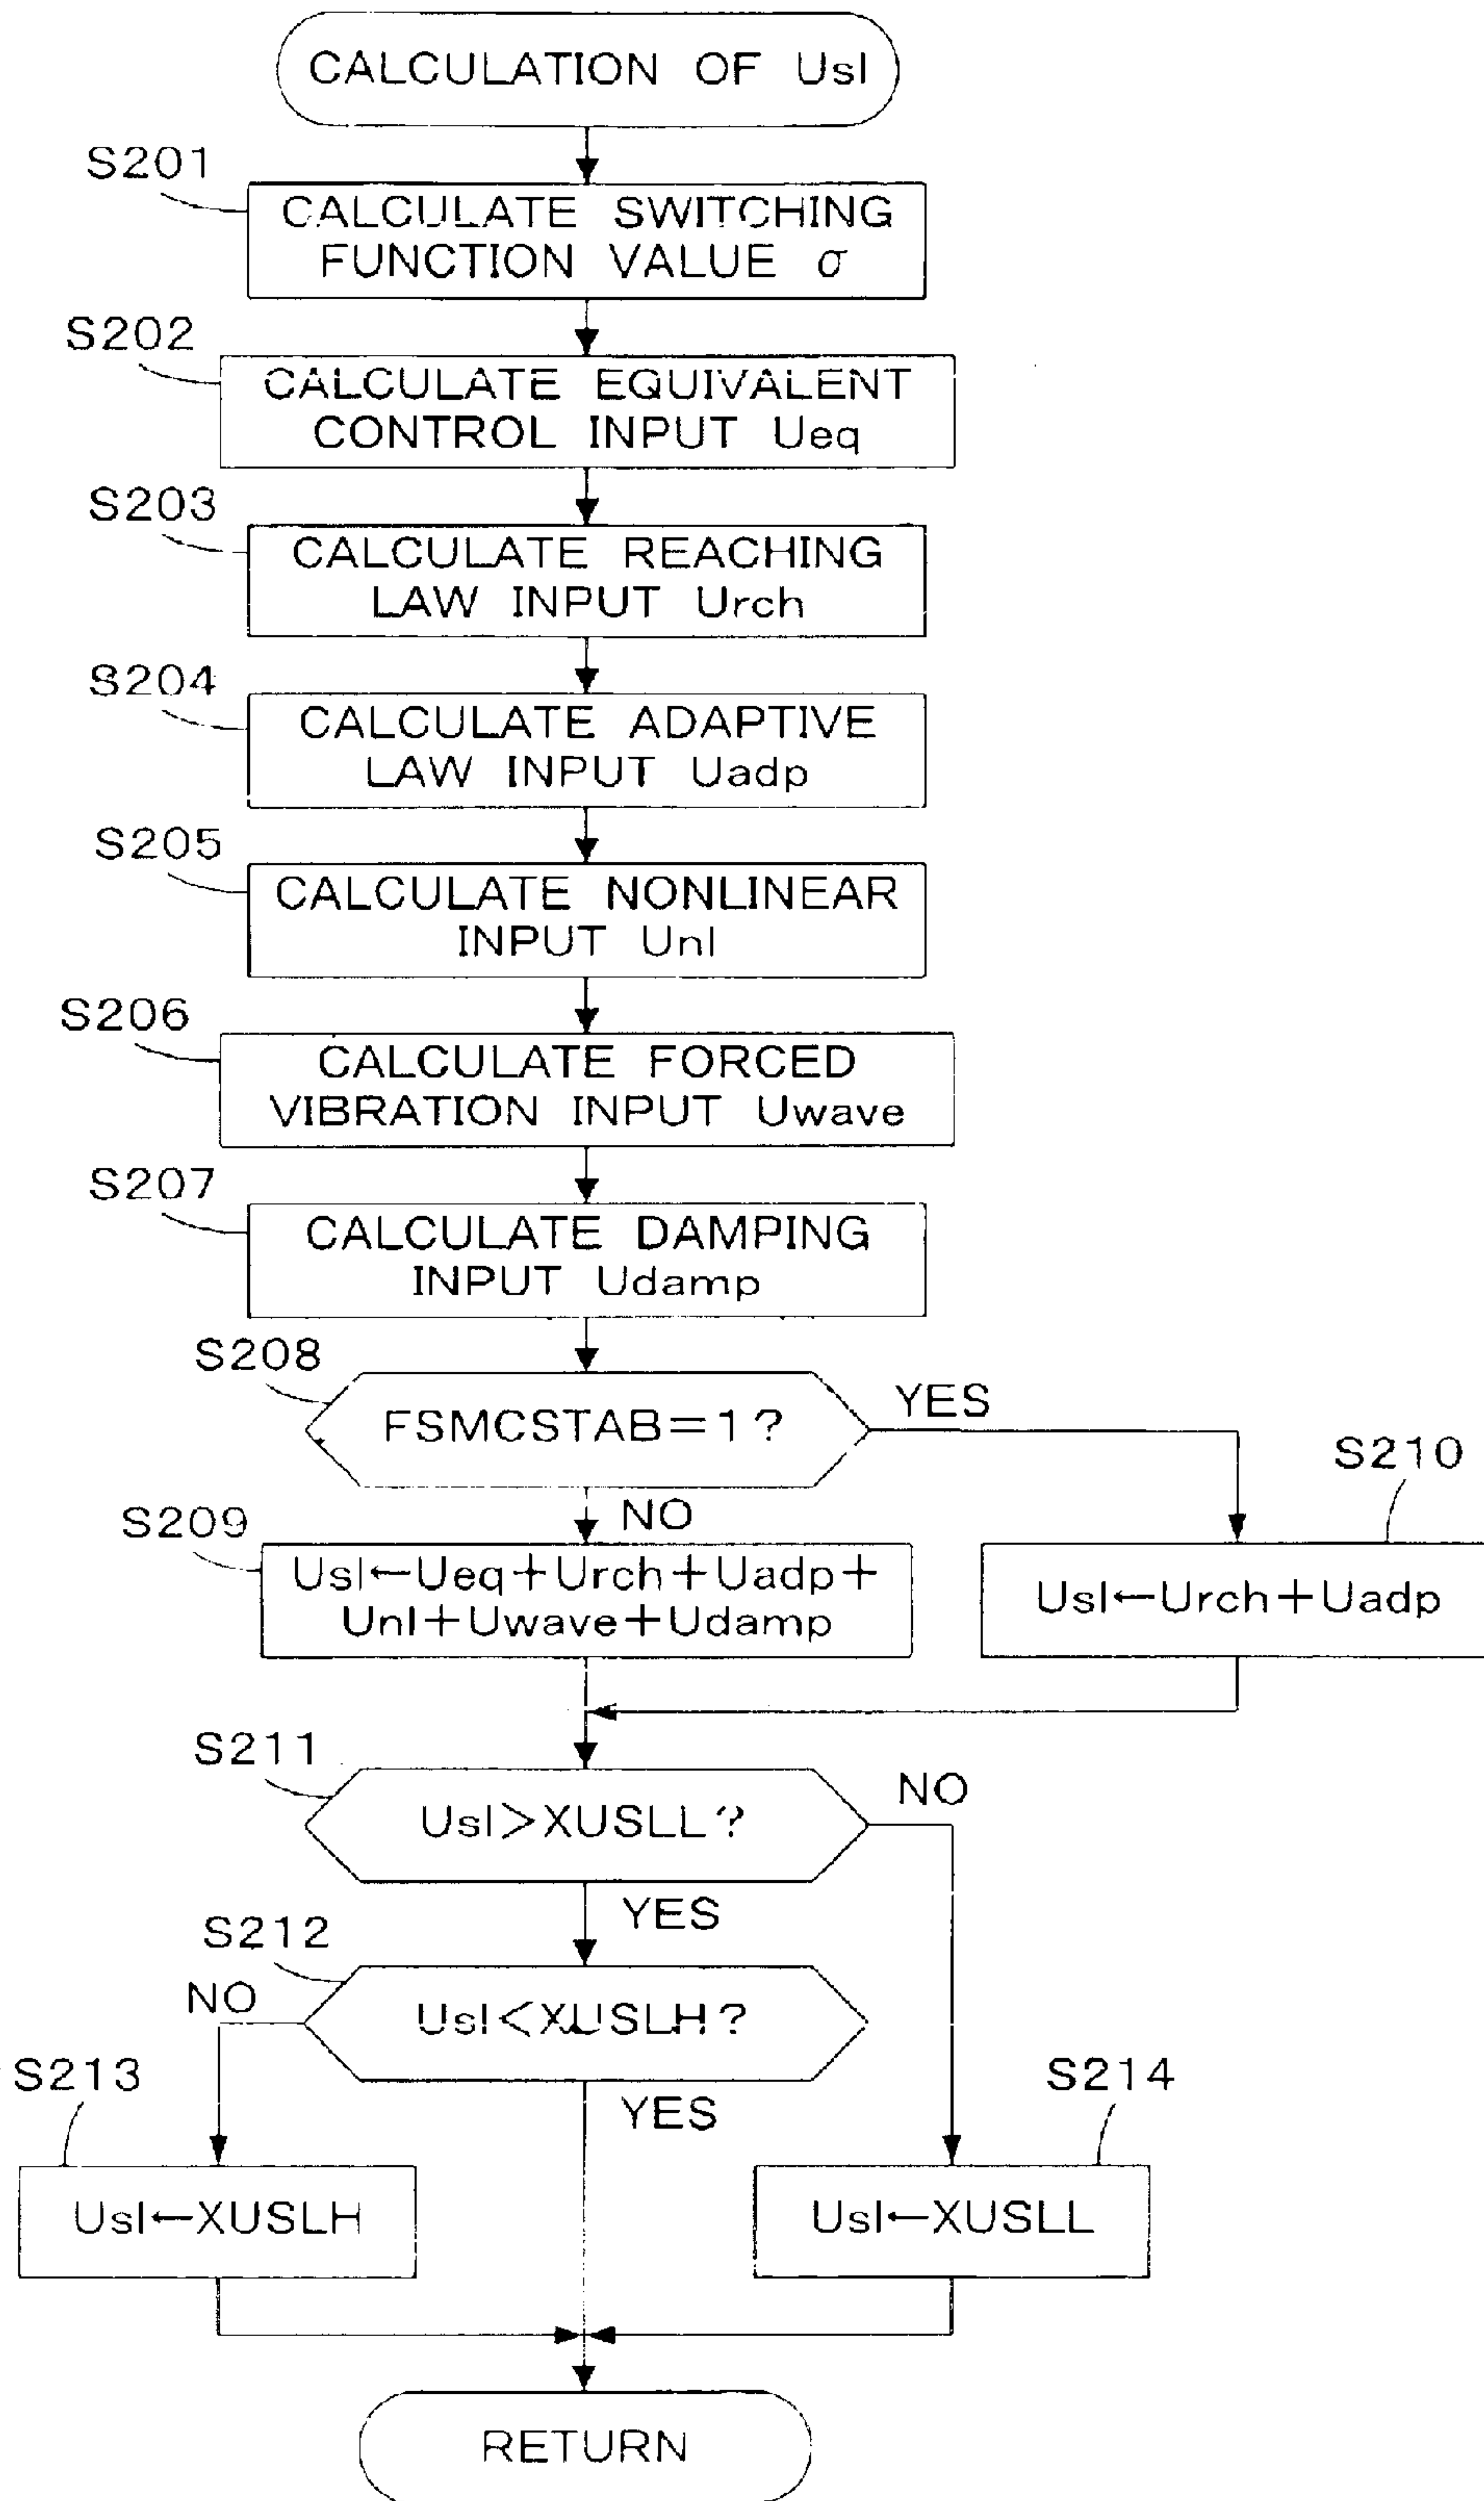 CALCULATION OF Usl
S201
CALCULATE SWITCHING
FUNCTION VALUE σ
S202
CALCULATE EQUIVALENT
CONTROL INPUT Ueq
S203
CALCULATE REACHING
LAW INPUT Urch
S204
CALCULATE ADAPTIVE
LAW INPUT Uadp
S205
CALCULATE NONLINEAR
INPUT Unl
S206
CALCULATE FORCED
VIBRATION INPUT Uwave
S207
CALCULATE DAMPING
INPUT Udamp
S208
FSMCSTAB=1?
YES
NO
S209
Usl←Ueq+Urch+Uadp+
Unl+Uwave+Udamp
S210
Usl←Urch+Uadp
S211
Usl>XUSLL?
NO
YES
S212
Usl<XUSLH?
NO
YES
S213
Usl←XUSLH
S214
Usl←XUSLL
RETURN